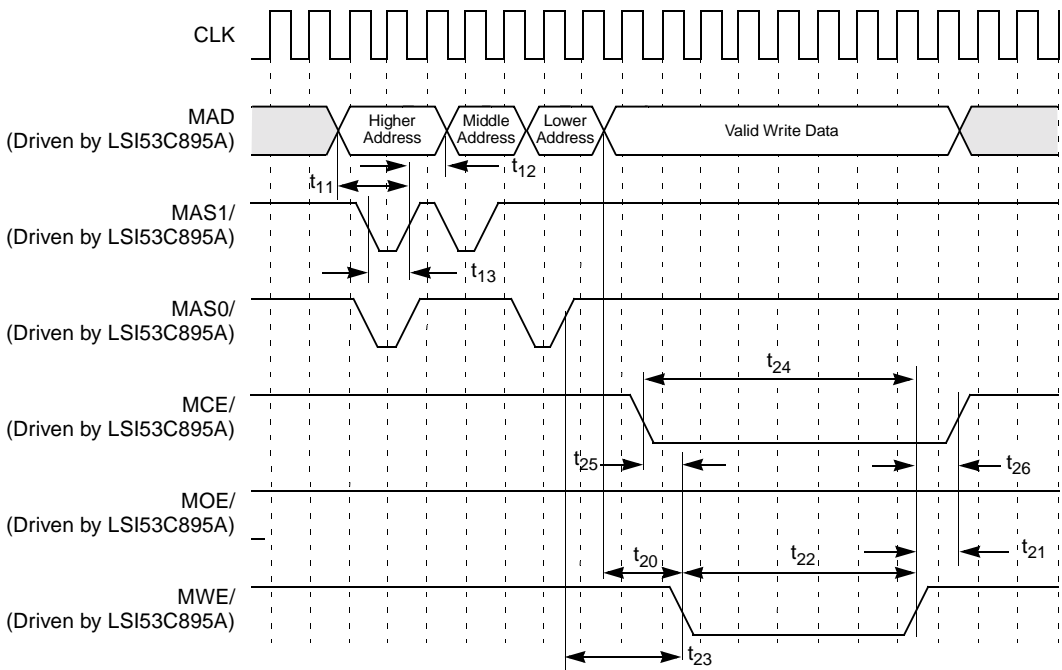 CLK
MAD
(Driven by LSI53C895A)
Higher
Address
Middle
Address
Lower
Address
Valid Write Data
t11
t12
MAS1/
(Driven by LSI53C895A)
t13
MAS0/
(Driven by LSI53C895A)
t24
MCE/
(Driven by LSI53C895A)
t25
t26
MOE/
(Driven by LSI53C895A)
t20
t22
t21
MWE/
(Driven by LSI53C895A)
t23